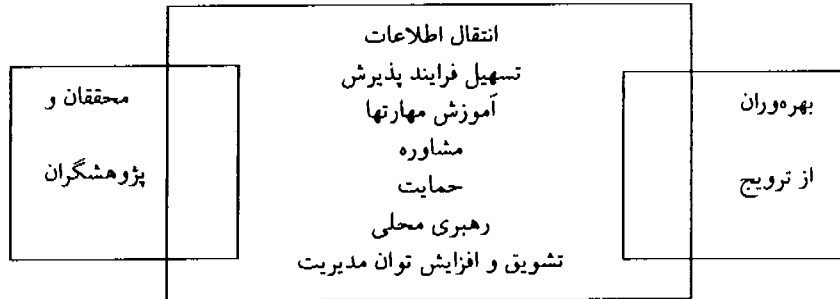 انتقال اطلاعات
تسهیل فرایند پذیرش
آموزش مهارتها
مشاوره
حمایت
رهبری محلی
تشویق و افزایش توان مدیریت
بهره‌وران
از ترویج
محققان و
پژوهشگران